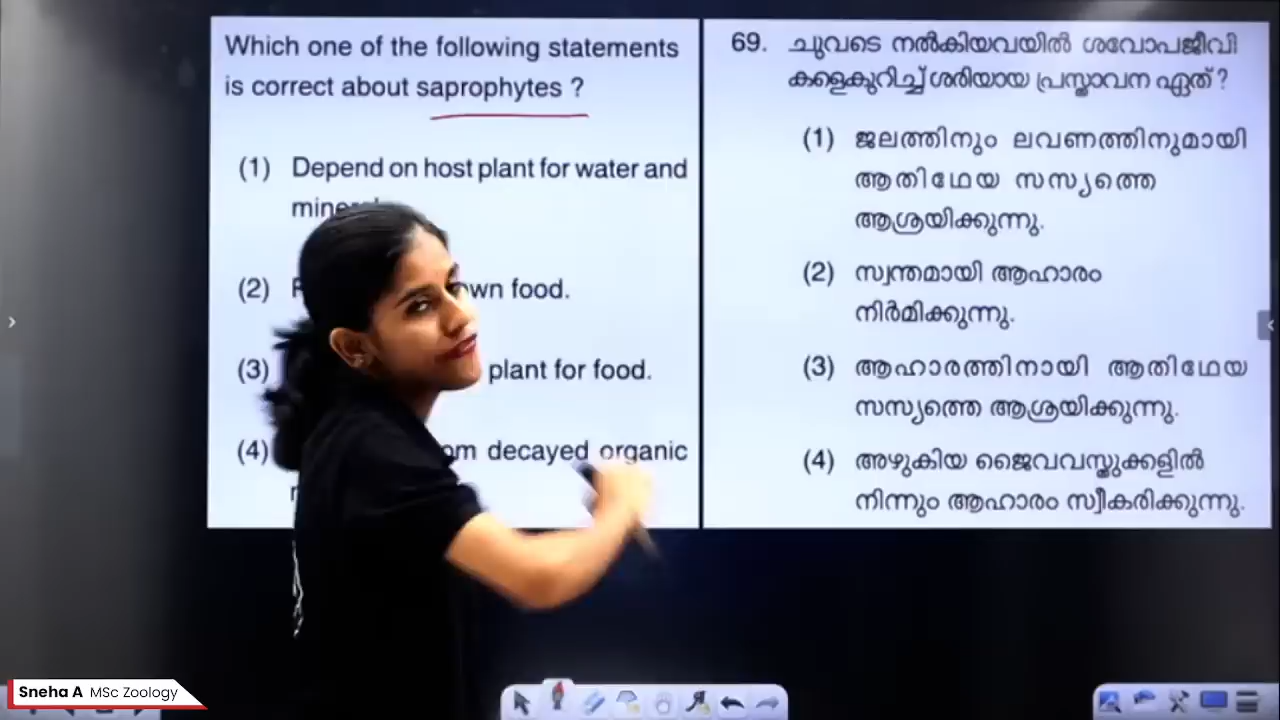 Which one of the following statements
is correct about saprophytes ?
(1) Depend on host plant for water and
(2) own food.
(3) plant for food.
(4) from decayed organic
69. ചുവടെ നൽകിയവയിൽ ശവോപജീവി
കളെകുറിച്ച് ശരിയായ പ്രസ്താവന ഏത് ?
(1) ജലത്തിനും ലവണത്തിനുമായി
ആതിഥേയ സസ്യത്തെ
ആശ്രയിക്കുന്നു.
(2) സ്വന്തമായി ആഹാരം
നിർമിക്കുന്നു.
(3) ആഹാരത്തിനായി ആതിഥേയ
സസ്യത്തെ ആശ്രയിക്കുന്നു.
(4) അഴുകിയ ജൈവവസ്തുക്കളിൽ
നിന്നും ആഹാരം സ്വീകരിക്കുന്നു.
Sneha A MSc Zoology